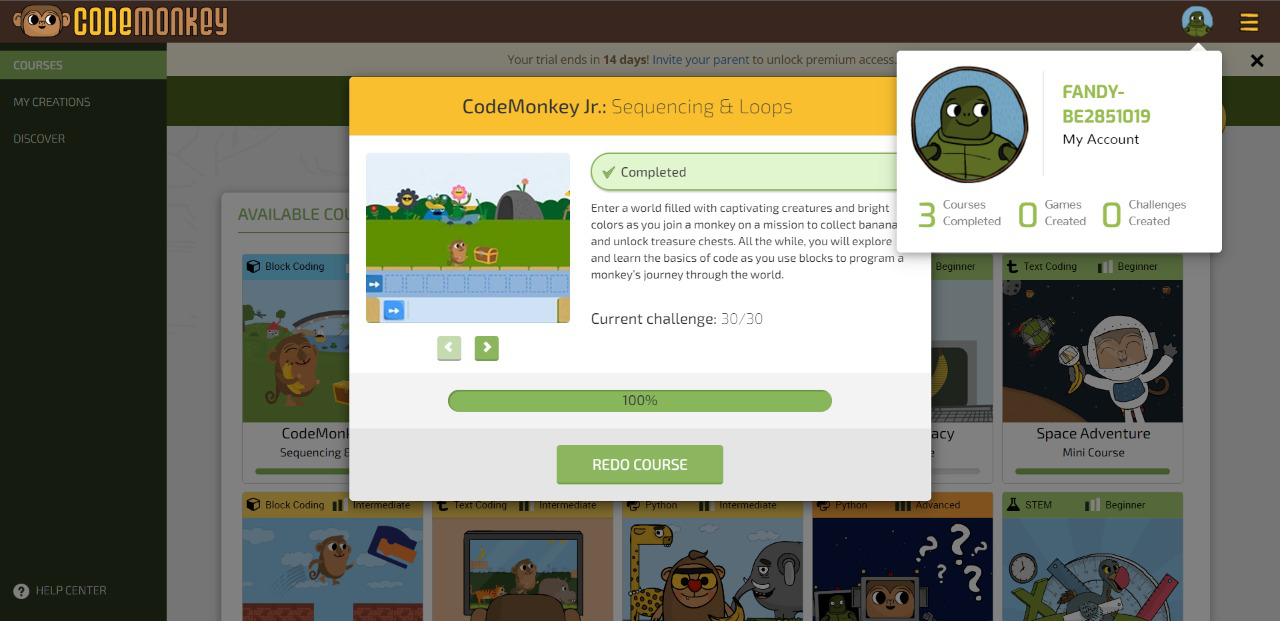 CODEMONKEY
COURSES
MY CREATIONS
DISCOVER
HELP CENTER
Your trial ends in 14 days! Invite your parent to unlock premium access.
FANDY-
BE2851019
My Account
3 Courses Completed
0 Games Created
0 Challenges Created
CodeMonkey Jr.: Sequencing & Loops
Completed
Enter a world filled with captivating creatures and bright
colors as you join a monkey on a mission to collect banana
and unlock treasure chests. All the while, you will explore
and learn the basics of code as you use blocks to program a
monkey's journey through the world.
Current challenge: 30/30
100%
REDO COURSE
AVAILABLE COU
Block Coding
Beginner
Text Coding Beginner
CodeMonk
Sequencing &
acy
Space Adventure
Mini Course
Block Coding Intermediate
Text Coding Intermediate
Python Intermediate
Python Advanced
STEM Beginner